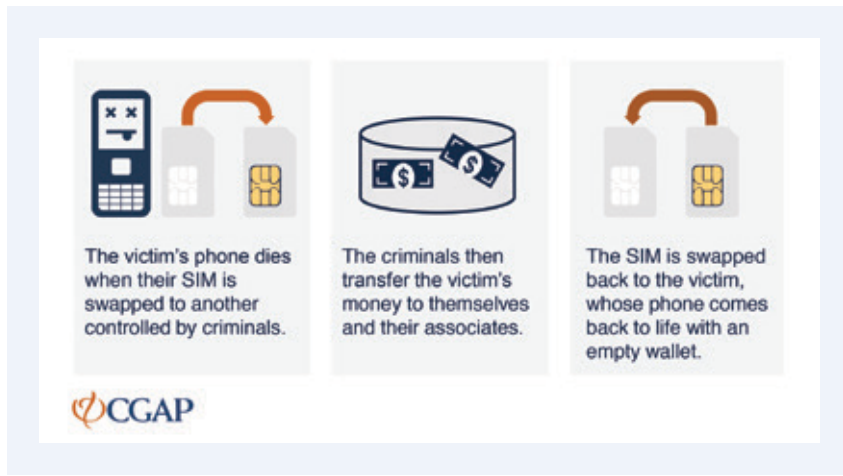 The victim's phone dies
when their SIM is
swapped to another
controlled by criminals.
The criminals then
transfer the victim's
money to themselves
and their associates.
The SIM is swapped
back to the victim,
whose phone comes
back to life with an
empty wallet.
$
$
CGAP